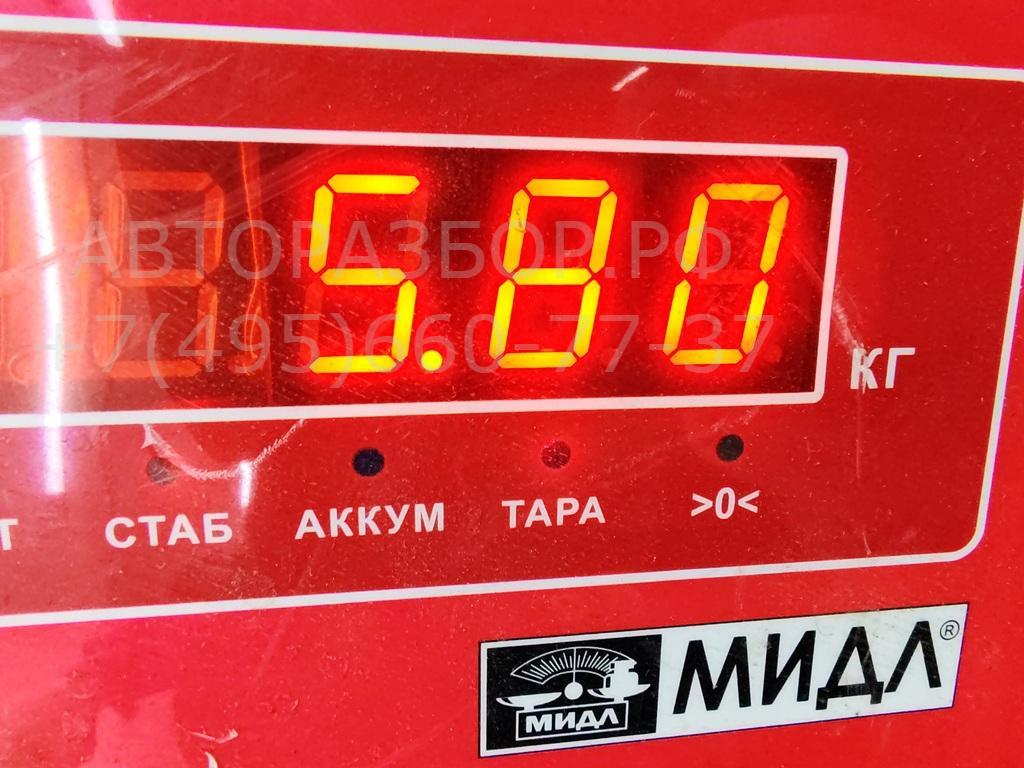 5.80
АВТОРАЗБОР.РФ
+7(495)660-77-37
КГ
Т СТАБ АККУМ ТАРА >0<
МИДЛ МИДЛ®